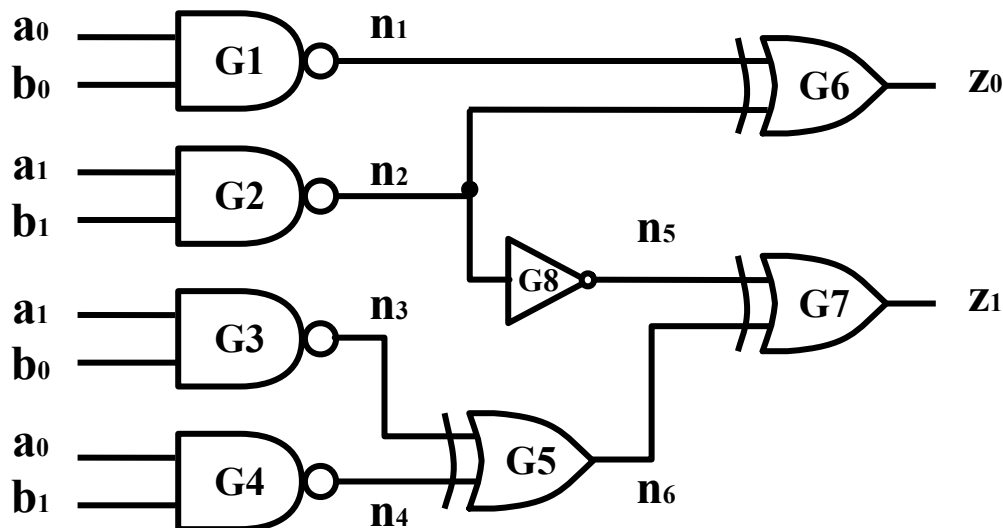 a₀ G1 n₁ G6 z₀
b₀
a₁ G2 n₂
b₁
G8 n₅
a₁ G3 n₃ G7 z₁
b₀
a₀ G4 n₄ G5 n₆
b₁